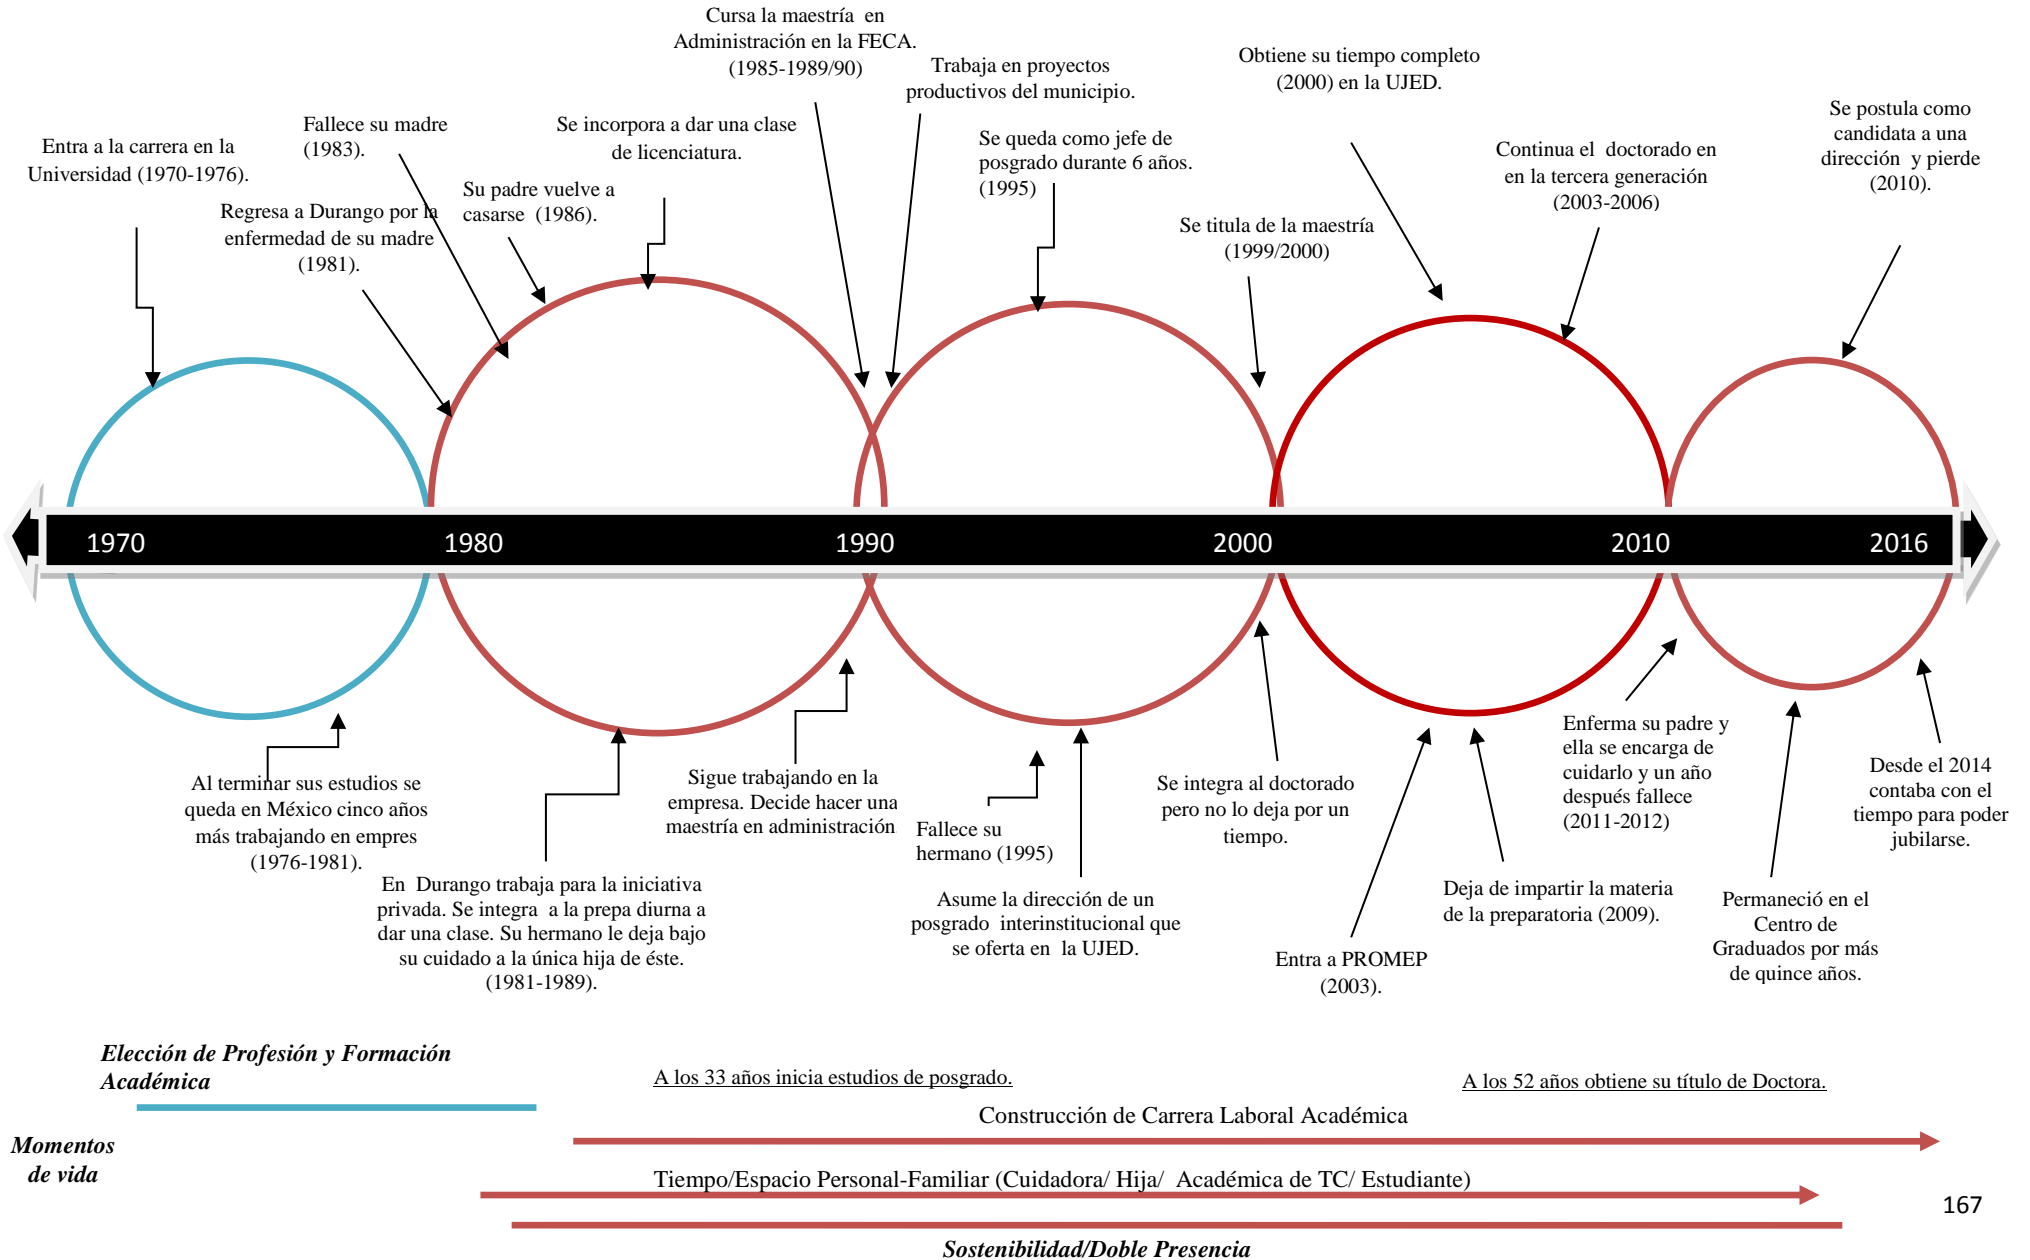 Cursa la maestría  en
Administración en la FECA.
(1985-1989/90)
Trabaja en proyectos
productivos del municipio.
Obtiene su tiempo completo
(2000) en la UJED.
Se postula como
candidata a una
dirección  y pierde
(2010).
Entra a la carrera en la
Universidad (1970-1976).
Fallece su madre
(1983).
Se incorpora a dar una clase
de licenciatura.
Se queda como jefe de
posgrado durante 6 años.
(1995)
Continua el  doctorado en
en la tercera generación
(2003-2006)
Regresa a Durango por la
enfermedad de su madre
(1981).
Su padre vuelve a
casarse  (1986).
Se titula de la maestría
(1999/2000)
1970
1980
1990
2000
2010
2016
Al terminar sus estudios se
queda en México cinco años
más trabajando en empres
(1976-1981).
En  Durango trabaja para la iniciativa
privada. Se integra  a la prepa diurna a
dar una clase. Su hermano le deja bajo
su cuidado a la única hija de éste.
(1981-1989).
Sigue trabajando en la
empresa. Decide hacer una
maestría en administración.
Fallece su
hermano (1995)
Asume la dirección de un
posgrado  interinstitucional que
se oferta en  la UJED.
Se integra al doctorado
pero no lo deja por un
tiempo.
Entra a PROMEP
(2003).
Deja de impartir la materia
de la preparatoria (2009).
Enferma su padre y
ella se encarga de
cuidarlo y un año
después fallece
(2011-2012)
Permaneció en el
Centro de
Graduados por más
de quince años.
Desde el 2014
contaba con el
tiempo para poder
jubilarse.
Elección de Profesión y Formación
Académica
A los 33 años inicia estudios de posgrado.
A los 52 años obtiene su título de Doctora.
Construcción de Carrera Laboral Académica
Momentos
de vida
Tiempo/Espacio Personal-Familiar (Cuidadora/ Hija/  Académica de TC/ Estudiante)
167
Sostenibilidad/Doble Presencia